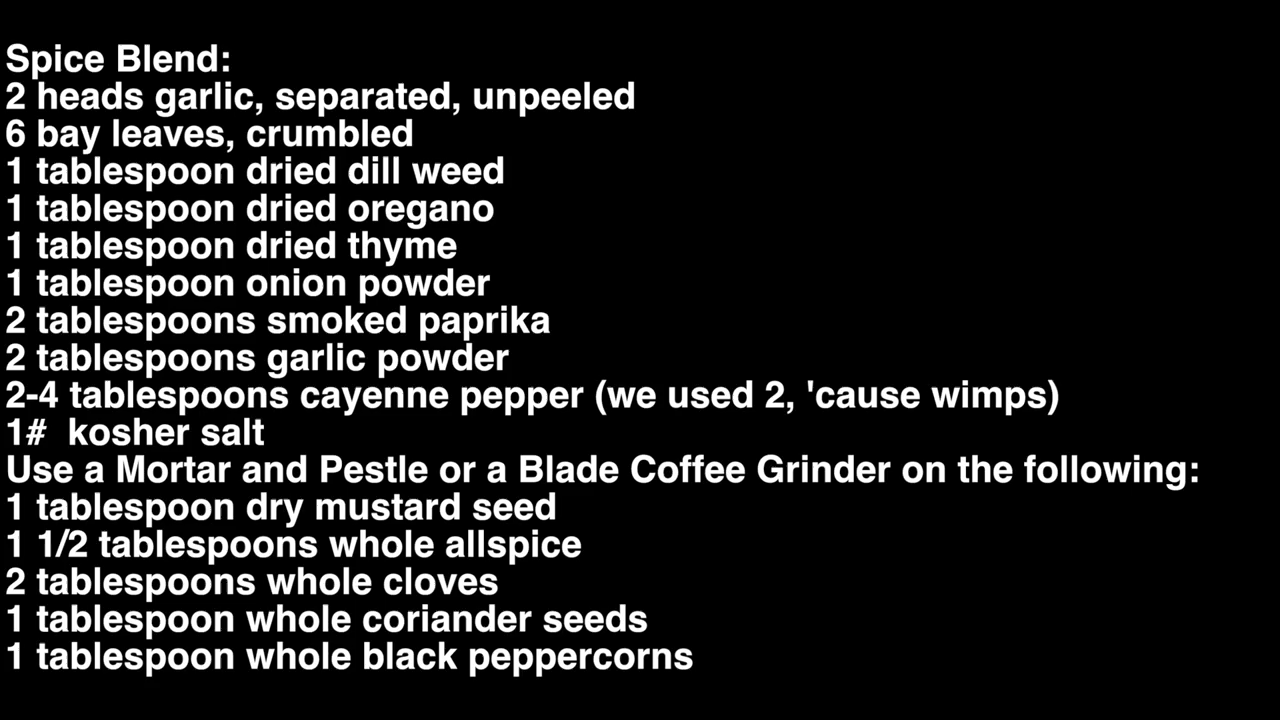 Spice Blend:
2 heads garlic, separated, unpeeled
6 bay leaves, crumbled
1 tablespoon dried dill weed
1 tablespoon dried oregano
1 tablespoon dried thyme
1 tablespoon onion powder
2 tablespoons smoked paprika
2 tablespoons garlic powder
2-4 tablespoons cayenne pepper (we used 2, 'cause wimps)
1#  kosher salt
Use a Mortar and Pestle or a Blade Coffee Grinder on the following:
1 tablespoon dry mustard seed
1 1/2 tablespoons whole allspice
2 tablespoons whole cloves
1 tablespoon whole coriander seeds
1 tablespoon whole black peppercorns